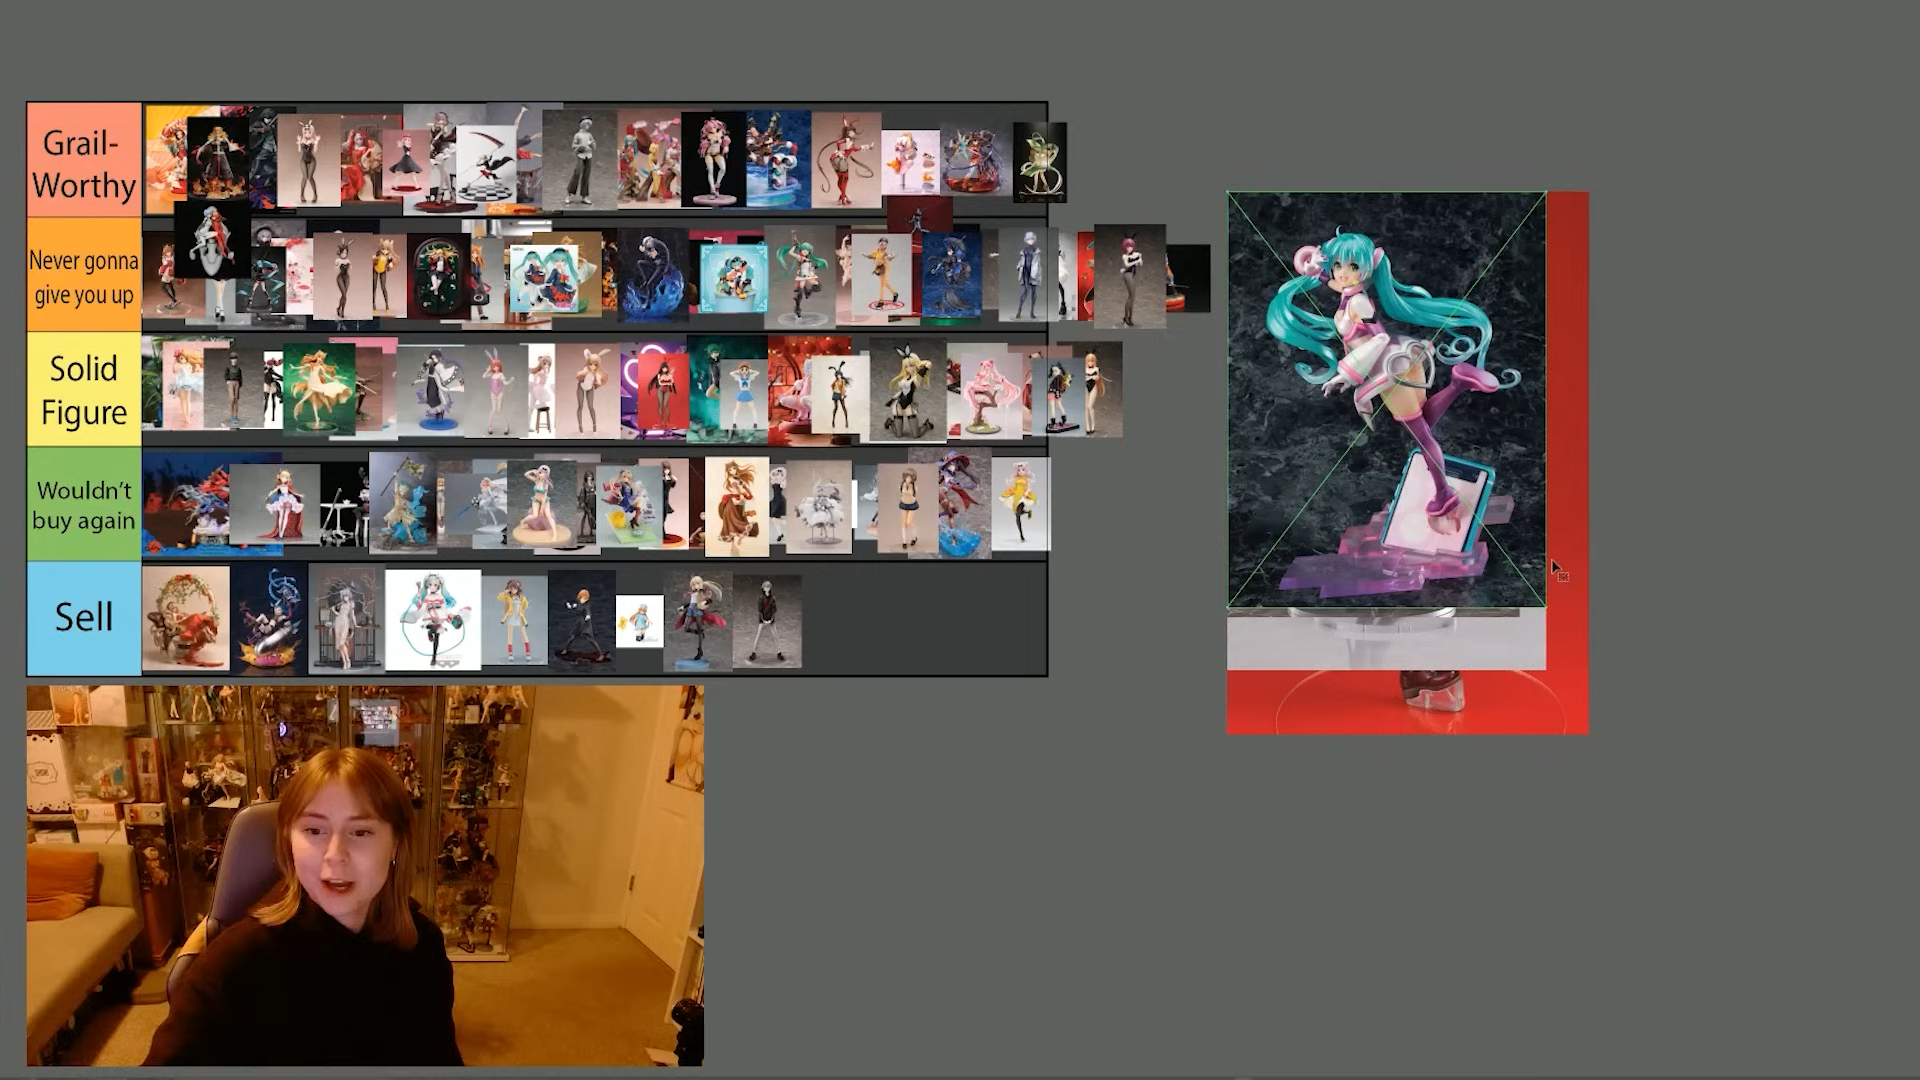 Grail-
Worthy
Never gonna
give you up
Solid
Figure
Wouldn't
buy again
Sell